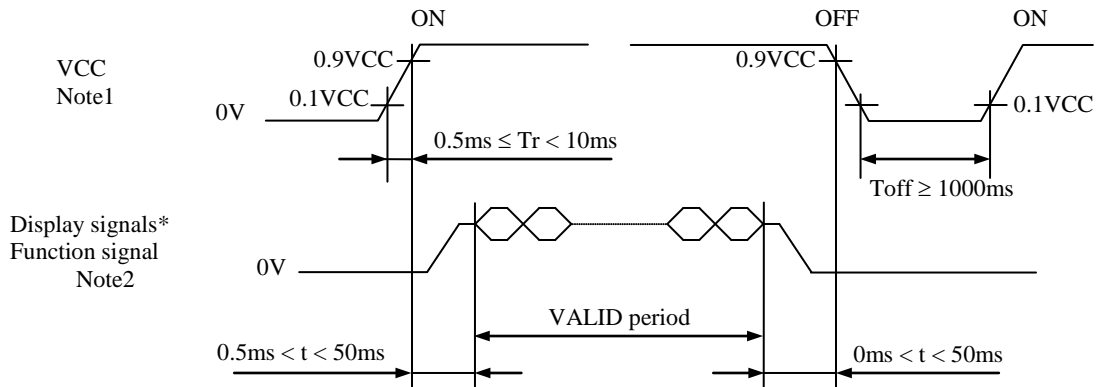 ON
OFF
ON
VCC
Note1
0.9VCC
0.9VCC
0.1VCC
0.1VCC
0V
0.5ms ≤ Tr < 10ms
Toff ≥ 1000ms
Display signals*
Function signal
Note2
0V
VALID period
0.5ms < t < 50ms
0ms < t < 50ms